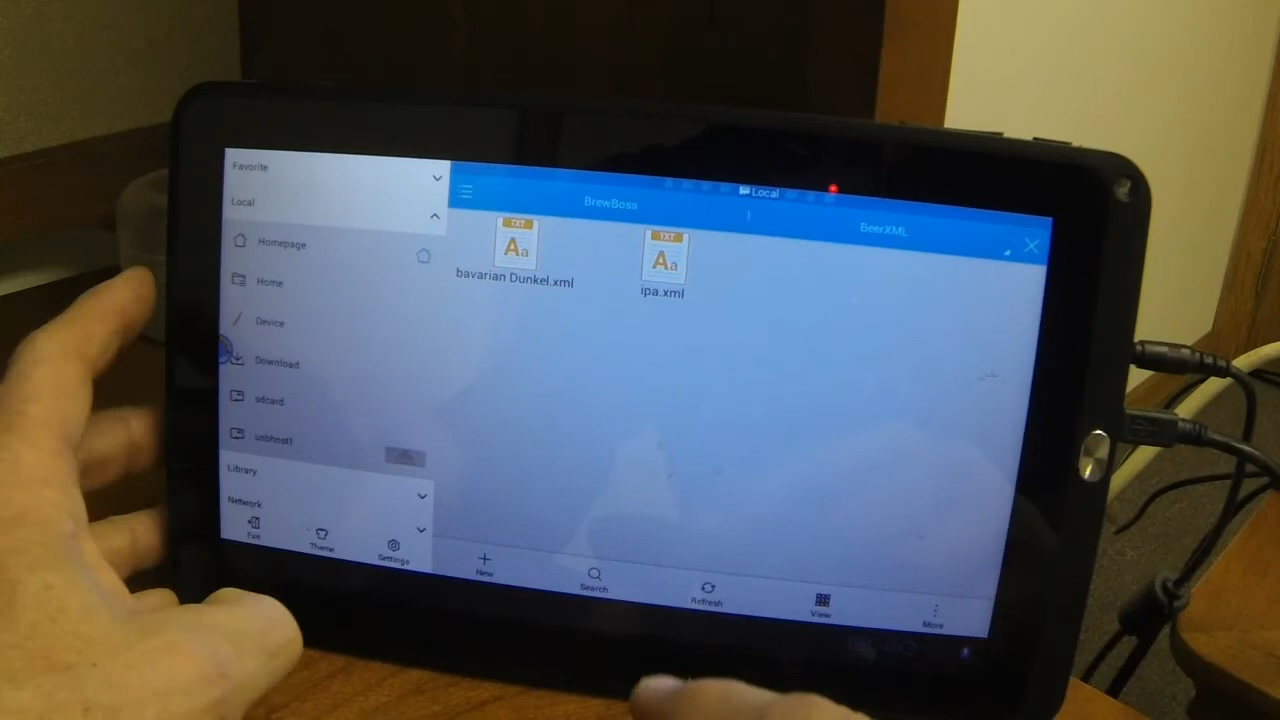 Favorite
Local
Homepage
Home
Device
Download
sdcard
usbhost1
Library
Network
Exit
Theme
Settings
Local
BrewBoss
BeerXML
TXT
Aa
bavarian Dunkel.xml
TXT
Aa
ipa.xml
New
Search
Refresh
View
More